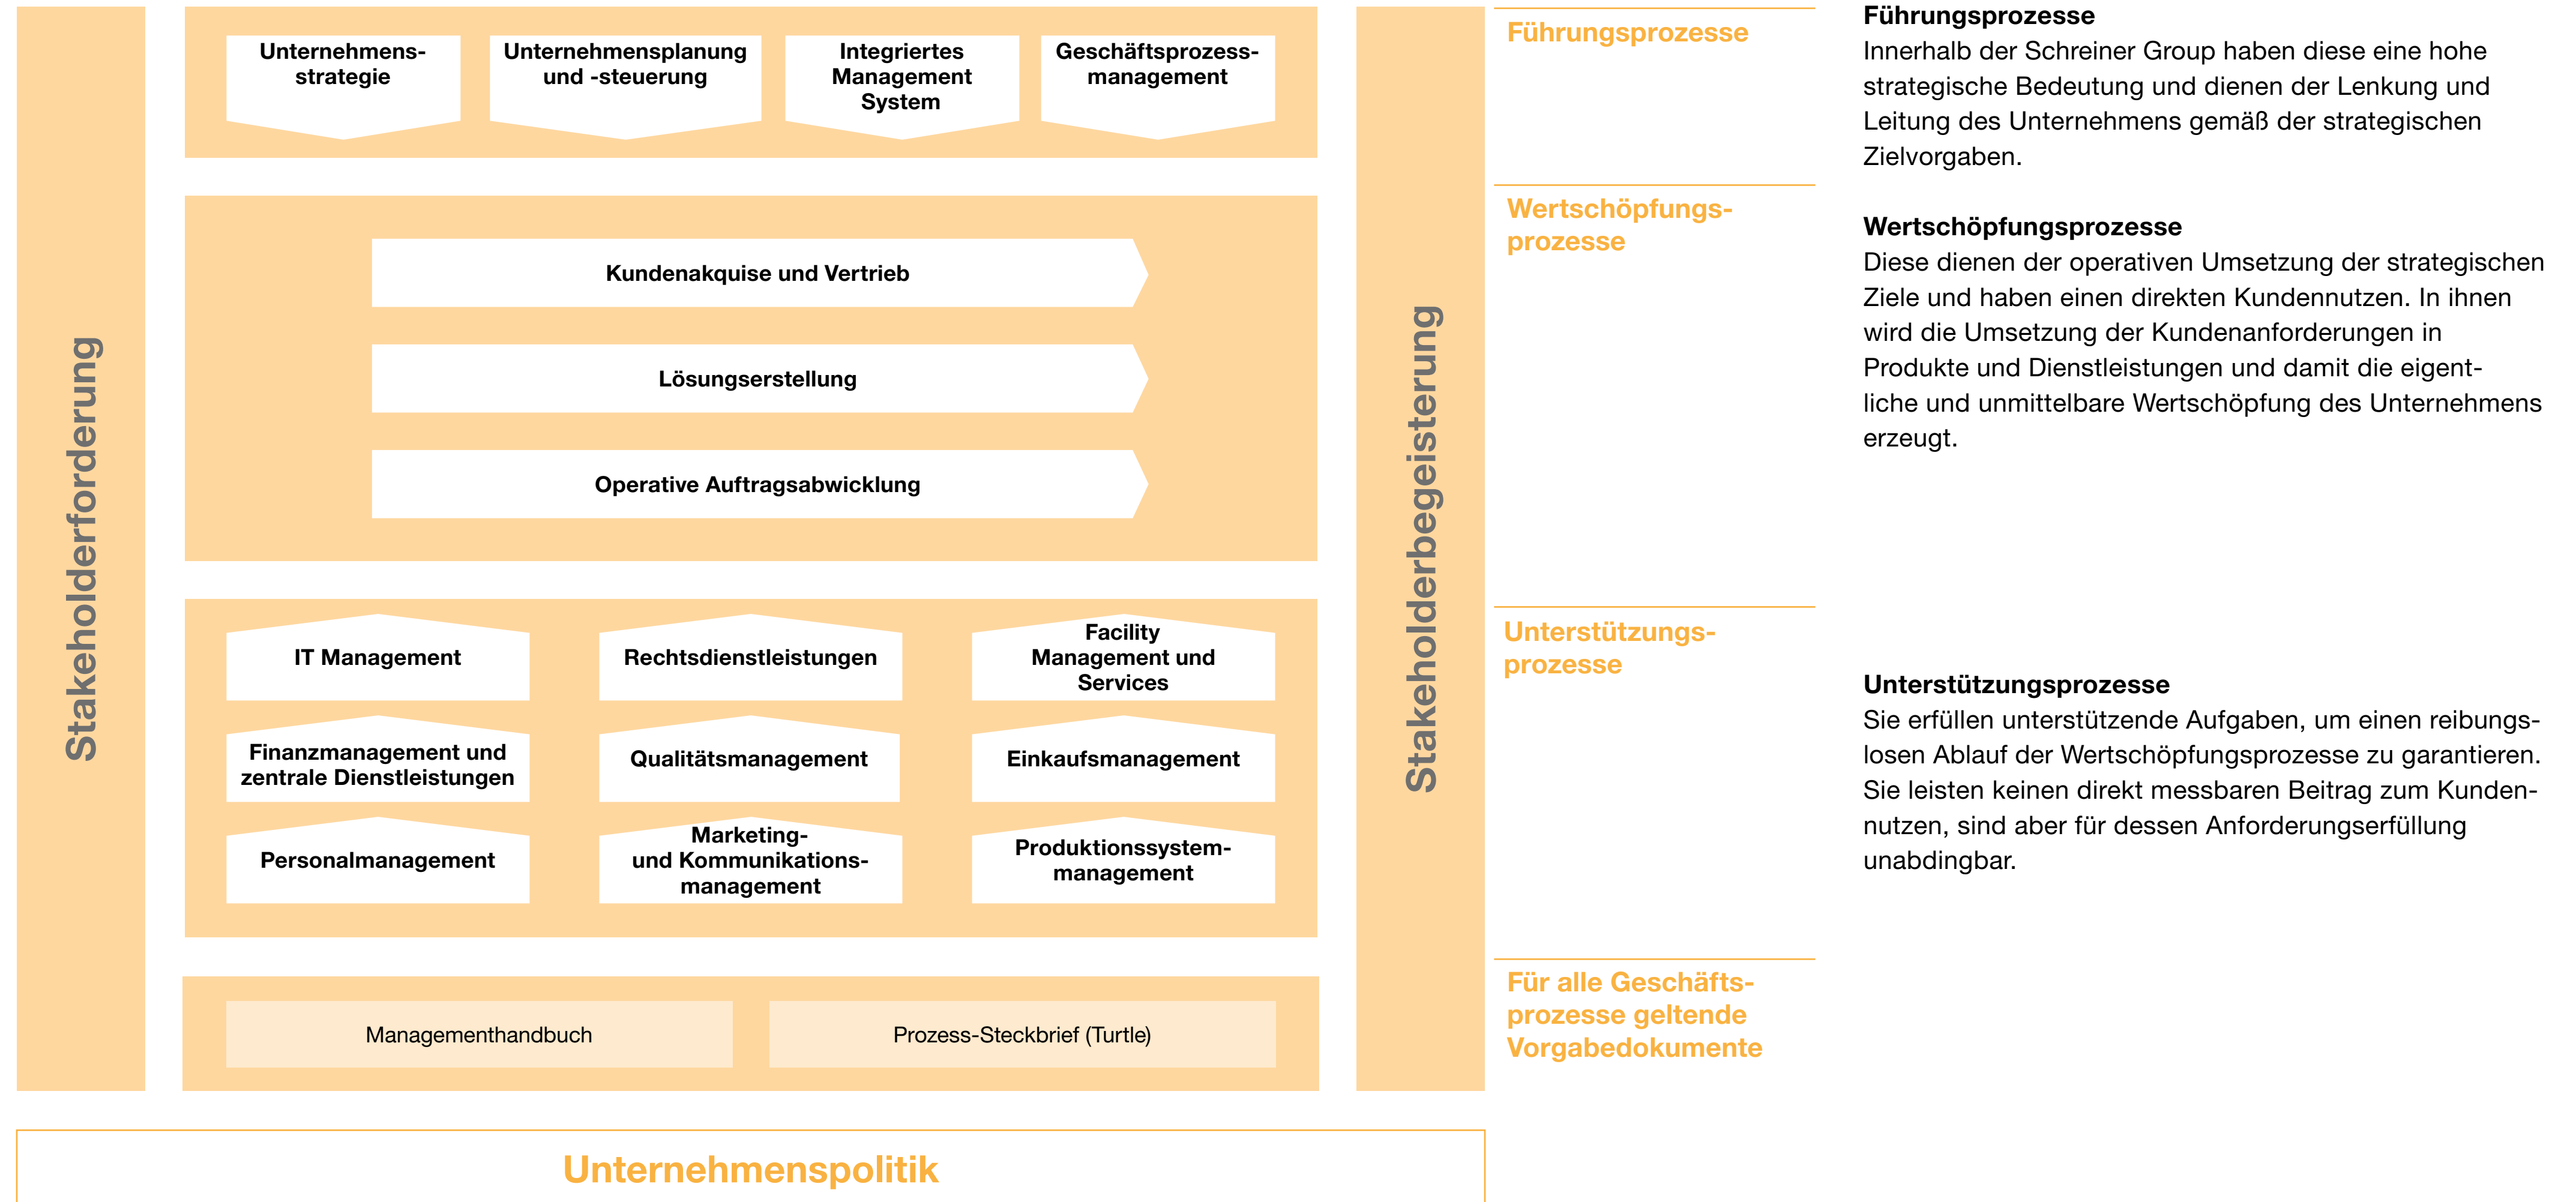 Stakeholderforderung
Unternehmens-
strategie
Unternehmensplanung
und -steuerung
Integriertes
Management
System
Geschäftsprozess-
management
Kundenakquise und Vertrieb
Lösungserstellung
Operative Auftragsabwicklung
IT Management
Rechtsdienstleistungen
Facility
Management und
Services
Finanzmanagement und
zentrale Dienstleistungen
Qualitätsmanagement
Einkaufsmanagement
Personalmanagement
Marketing-
und Kommunikations-
management
Produktionssystem-
management
Managementhandbuch
Prozess-Steckbrief (Turtle)
Stakeholderbegeisterung
Führungsprozesse
Wertschöpfungs-
prozesse
Unterstützungs-
prozesse
Für alle Geschäfts-
prozesse geltende
Vorgabedokumente
Unternehmenspolitik
Führungsprozesse
Innerhalb der Schreiner Group haben diese eine hohe
strategische Bedeutung und dienen der Lenkung und
Leitung des Unternehmens gemäß der strategischen
Zielvorgaben.
Wertschöpfungsprozesse
Diese dienen der operativen Umsetzung der strategischen
Ziele und haben einen direkten Kundennutzen. In ihnen
wird die Umsetzung der Kundenanforderungen in
Produkte und Dienstleistungen und damit die eigent-
liche und unmittelbare Wertschöpfung des Unternehmens
erzeugt.
Unterstützungsprozesse
Sie erfüllen unterstützende Aufgaben, um einen reibungs-
losen Ablauf der Wertschöpfungsprozesse zu garantieren.
Sie leisten keinen direkt messbaren Beitrag zum Kunden-
nutzen, sind aber für dessen Anforderungserfüllung
unabdingbar.